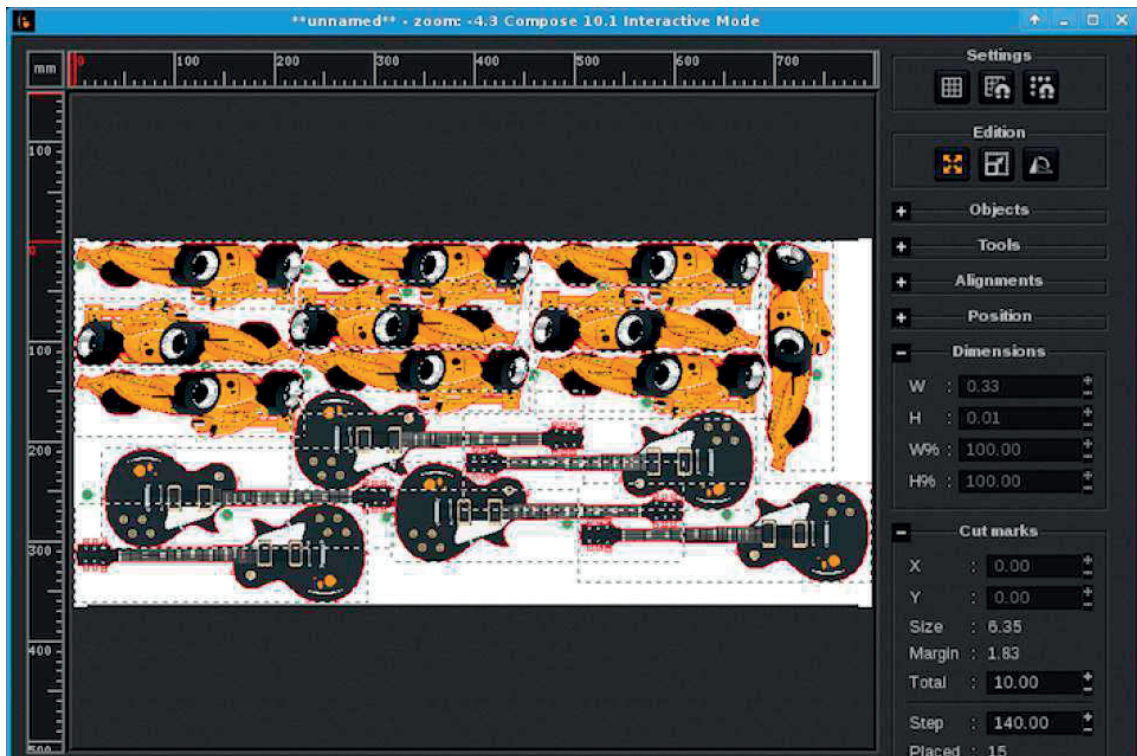 **unnamed** - zoom: -4.3 Compose 10.1 Interactive Mode
mm
0 100 200 300 400 500 600 700
100
0
100
200
300
400
500
Settings
Edition
+ Objects
+ Tools
+ Alignments
+ Position
- Dimensions
W : 0.33
H : 0.01
W% : 100.00
H% : 100.00
- Cut marks
X : 0.00
Y : 0.00
Size : 6.35
Margin : 1.83
Total : 10.00
Step : 140.00
Placed : 15